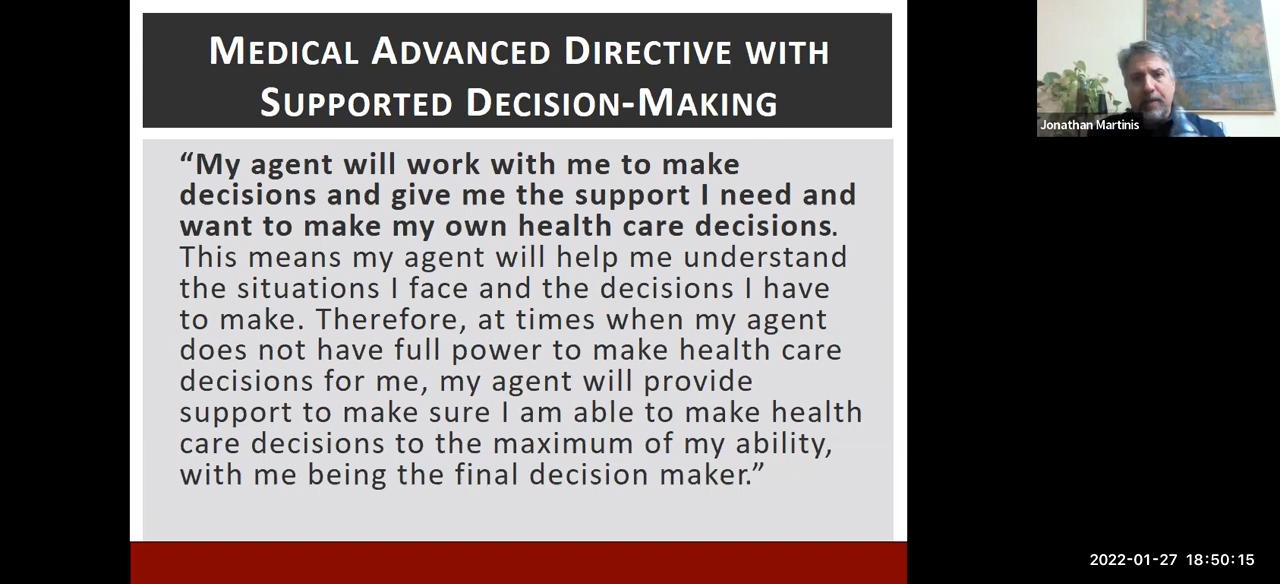 MEDICAL ADVANCED DIRECTIVE WITH
SUPPORTED DECISION-MAKING
“My agent will work with me to make
decisions and give me the support I need and
want to make my own health care decisions.
This means my agent will help me understand
the situations I face and the decisions I have
to make. Therefore, at times when my agent
does not have full power to make health care
decisions for me, my agent will provide
support to make sure I am able to make health
care decisions to the maximum of my ability,
with me being the final decision maker.”
Jonathan Martinis
2022-01-27 18:50:15